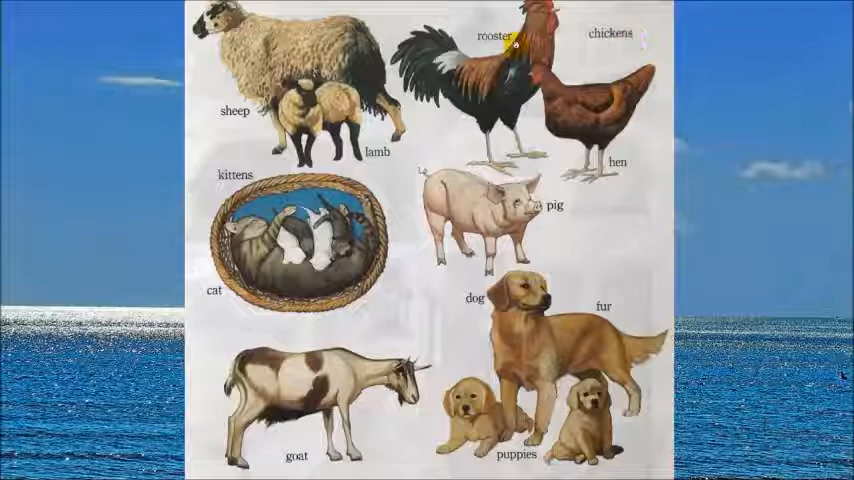 rooster
chickens
sheep
lamb
hen
kittens
pig
cat
dog
fur
goat
puppies